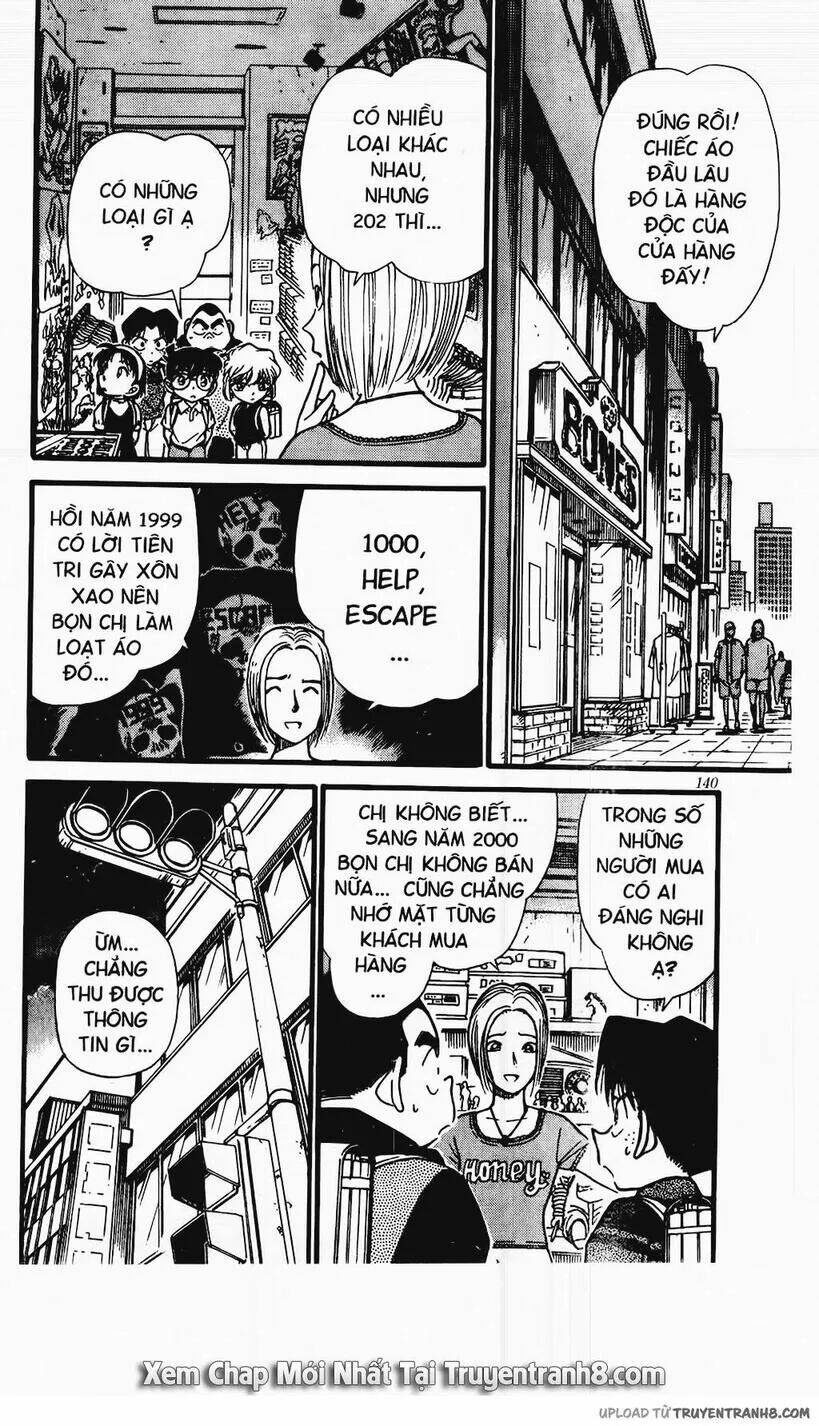 ĐÚNG RỒI!
CHIẾC ÁO
ĐẦU LÂU
ĐÓ LÀ HÀNG
ĐỘC CỦA
CỬA HÀNG
ĐẤY!
BONES
CÓ NHIỀU
LOẠI KHÁC
NHAU,
NHƯNG
202 THÌ...
CÓ NHỮNG
LOẠI GÌ Ạ
?
1000,
HELP,
ESCAPE
...
HỒI NĂM 1999
CÓ LỜI TIÊN
TRI GÂY XÔN
XAO NÊN
BỌN CHỊ LÀM
LOẠT ÁO
ĐÓ...
HELP
ESCAP
1999
140
TRONG SỐ
NHỮNG
NGƯỜI MUA
CÓ AI
ĐÁNG NGHI
KHÔNG
Ạ?
CHỊ KHÔNG BIẾT...
SANG NĂM 2000
BỌN CHỊ KHÔNG BÁN
NỮA... CŨNG CHẲNG
NHỚ MẶT TỪNG
KHÁCH MUA
HÀNG
...
HONEY
ỪM...
CHẲNG
THU ĐƯỢC
THÔNG
TIN GÌ...
Xem Chap Mới Nhất Tại Truyentranh8.com
UPLOAD TỪ TRUYENTRANH8.COM